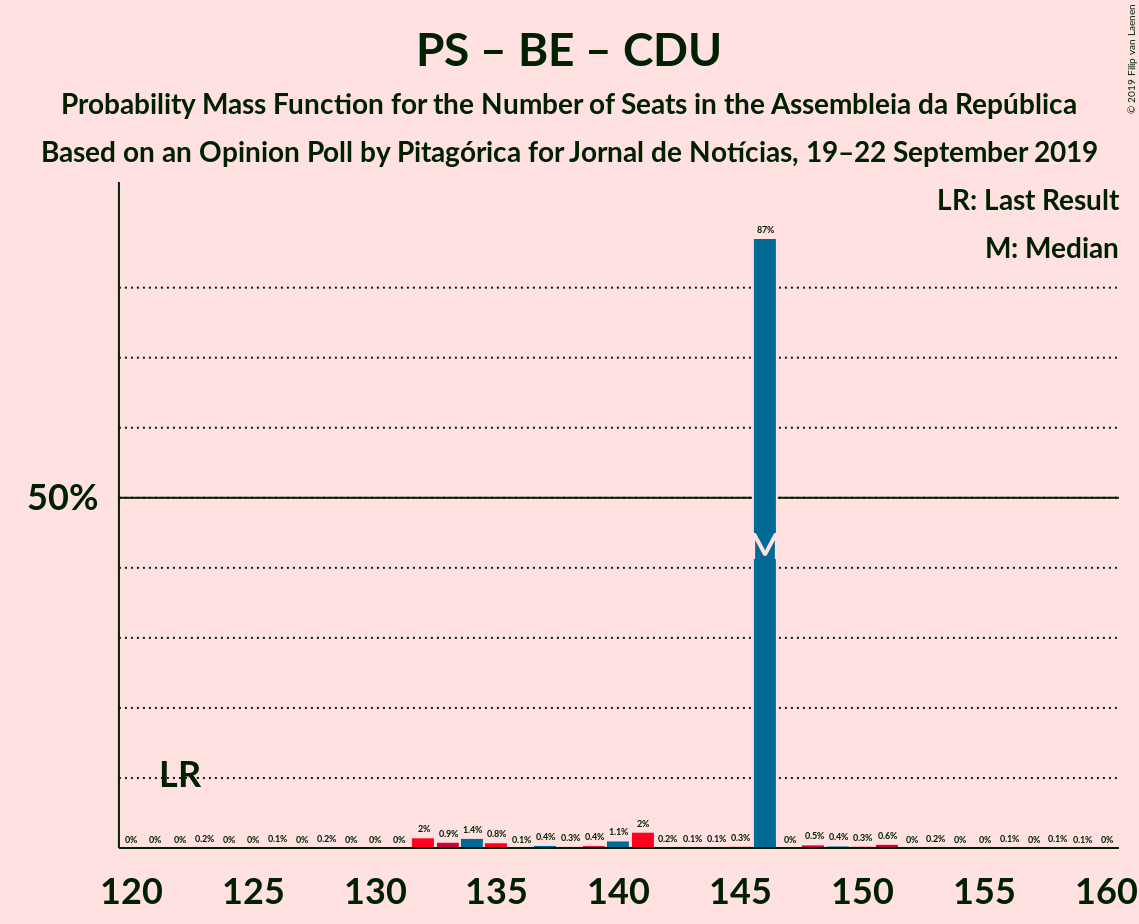 PS – BE – CDU
Probability Mass Function for the Number of Seats in the Assembleia da República
Based on an Opinion Poll by Pitagórica for Jornal de Notícias, 19–22 September 2019
© 2019 Filip van Laenen
LR: Last Result
M: Median
87%
50%
M
LR
0% 0% 0% 0.2% 0% 0% 0.1% 0% 0.2% 0% 0% 0% 2% 0.9% 1.4% 0.8% 0.1% 0.4% 0.3% 0.4% 1.1% 2% 0.2% 0.1% 0.1% 0.3% 0% 0.5% 0.4% 0.3% 0.6% 0% 0.2% 0% 0% 0.1% 0% 0.1% 0.1% 0%
120 125 130 135 140 145 150 155 160